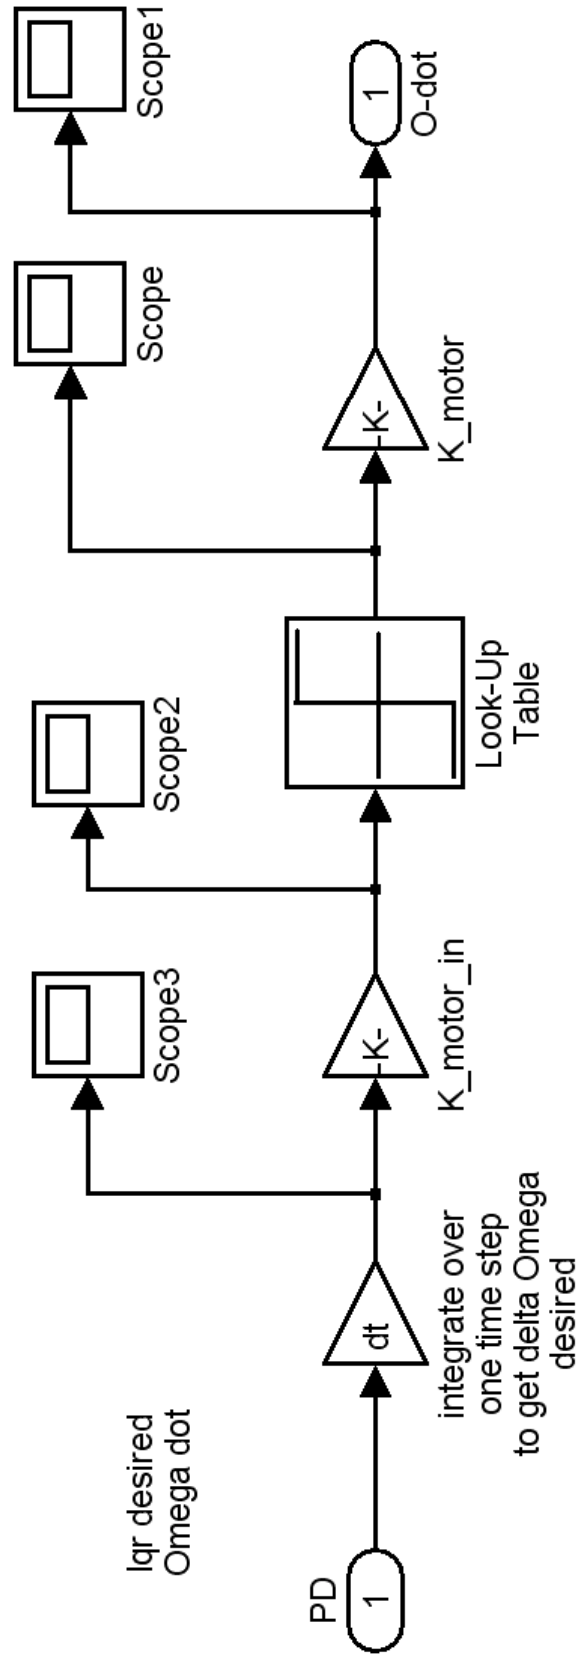 Scope3
Scope2
Scope
Scope1
lqr desired
Omega dot
PD
1
dt
integrate over
one time step
to get delta Omega
desired
-K-
K_motor_in
Look-Up
Table
-K-
K_motor
1
O-dot